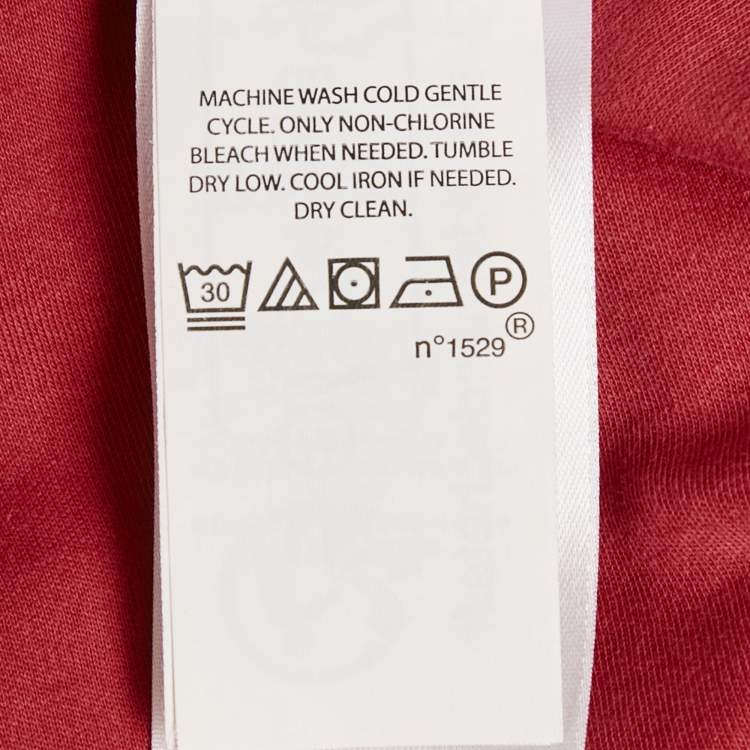 MACHINE WASH COLD GENTLE
CYCLE. ONLY NON-CHLORINE
BLEACH WHEN NEEDED. TUMBLE
DRY LOW. COOL IRON IF NEEDED.
DRY CLEAN.
30 P
n°1529®